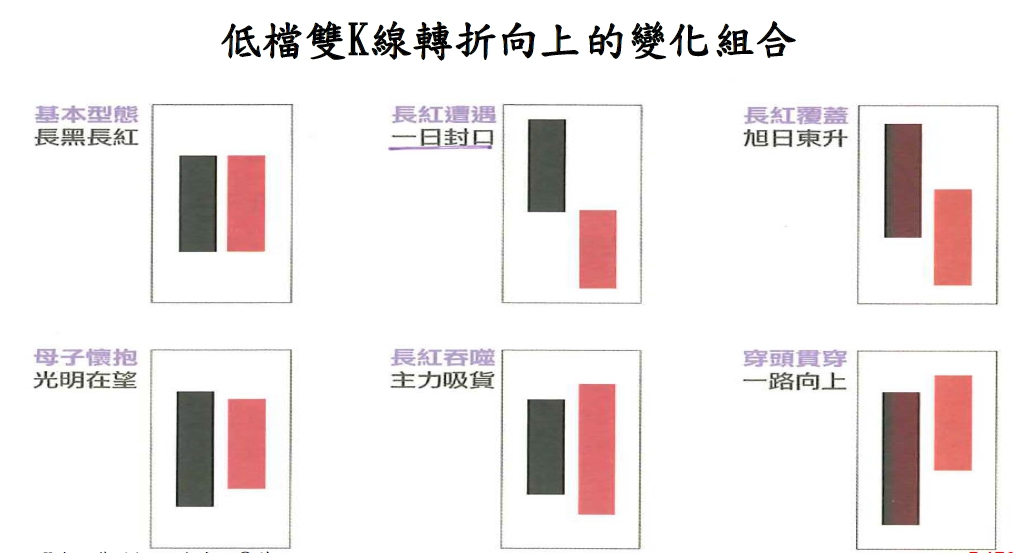 低檔雙K線轉折向上的變化組合
基本型態
長黑長紅
長紅遭遇
一日封口
長紅覆蓋
旭日東升
母子懷抱
光明在望
長紅吞噬
主力吸貨
穿頭貫穿
一路向上